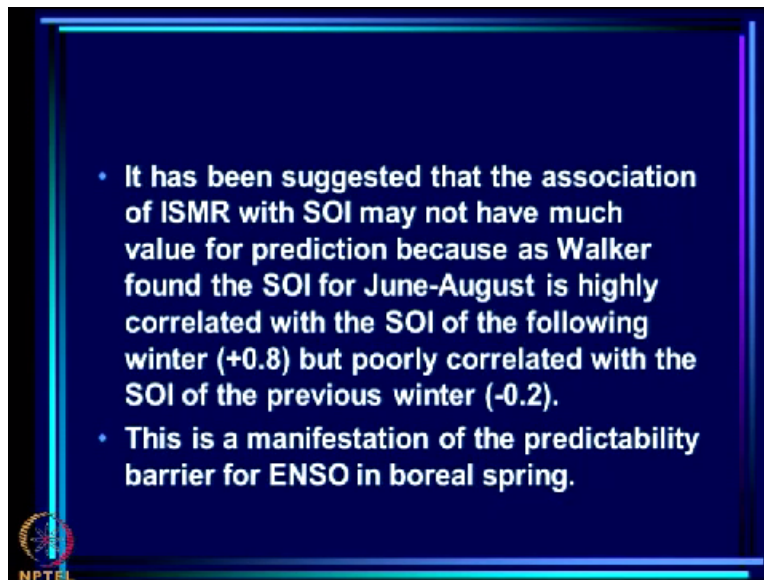 • It has been suggested that the association
of ISMR with SOI may not have much
value for prediction because as Walker
found the SOI for June-August is highly
correlated with the SOI of the following
winter (+0.8) but poorly correlated with the
SOI of the previous winter (-0.2).
• This is a manifestation of the predictability
barrier for ENSO in boreal spring.
NPTEL